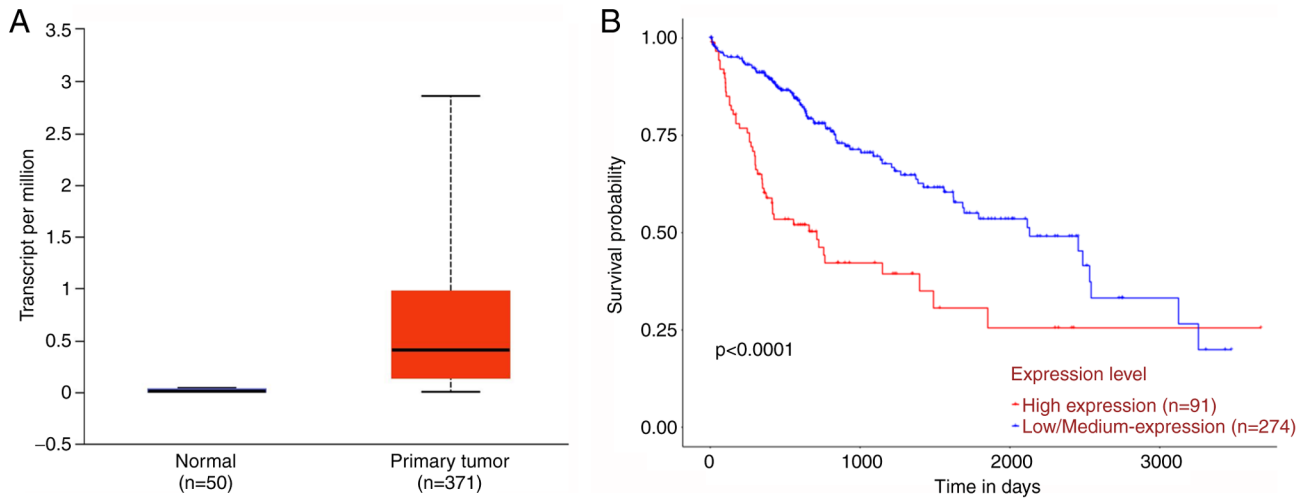 A
3.5
3
2.5
2
1
0.5
0
−0.5
Transcript per million
Normal
(n=50)
Primary tumor
(n=371)
B
1.00
0.75
0.50
0.25
0.00
Survival probability
p<0.0001
Expression level
High expression (n=91)
Low/Medium-expression (n=274)
0
1000
2000
3000
Time in days